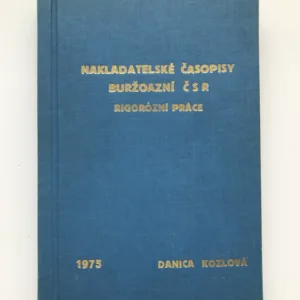 NAKLADATELSKÉ ČASOPISY
BURŽOAZNÍ ČSR
RIGORÓZNÍ PRÁCE
1975 DANICA KOZLOVÁ